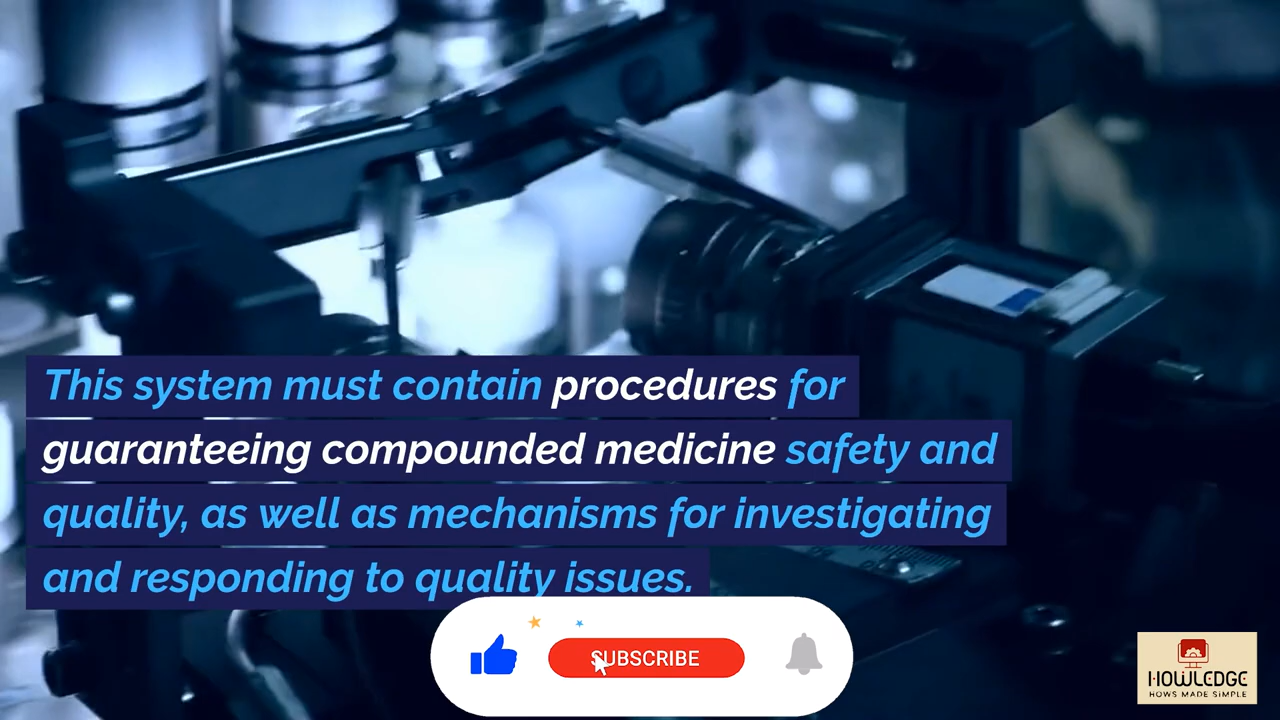 This system must contain procedures for
guaranteeing compounded medicine safety and
quality, as well as mechanisms for investigating
and responding to quality issues.
SUBSCRIBE
HOWLEDGE
HOWS MADE SIMPLE